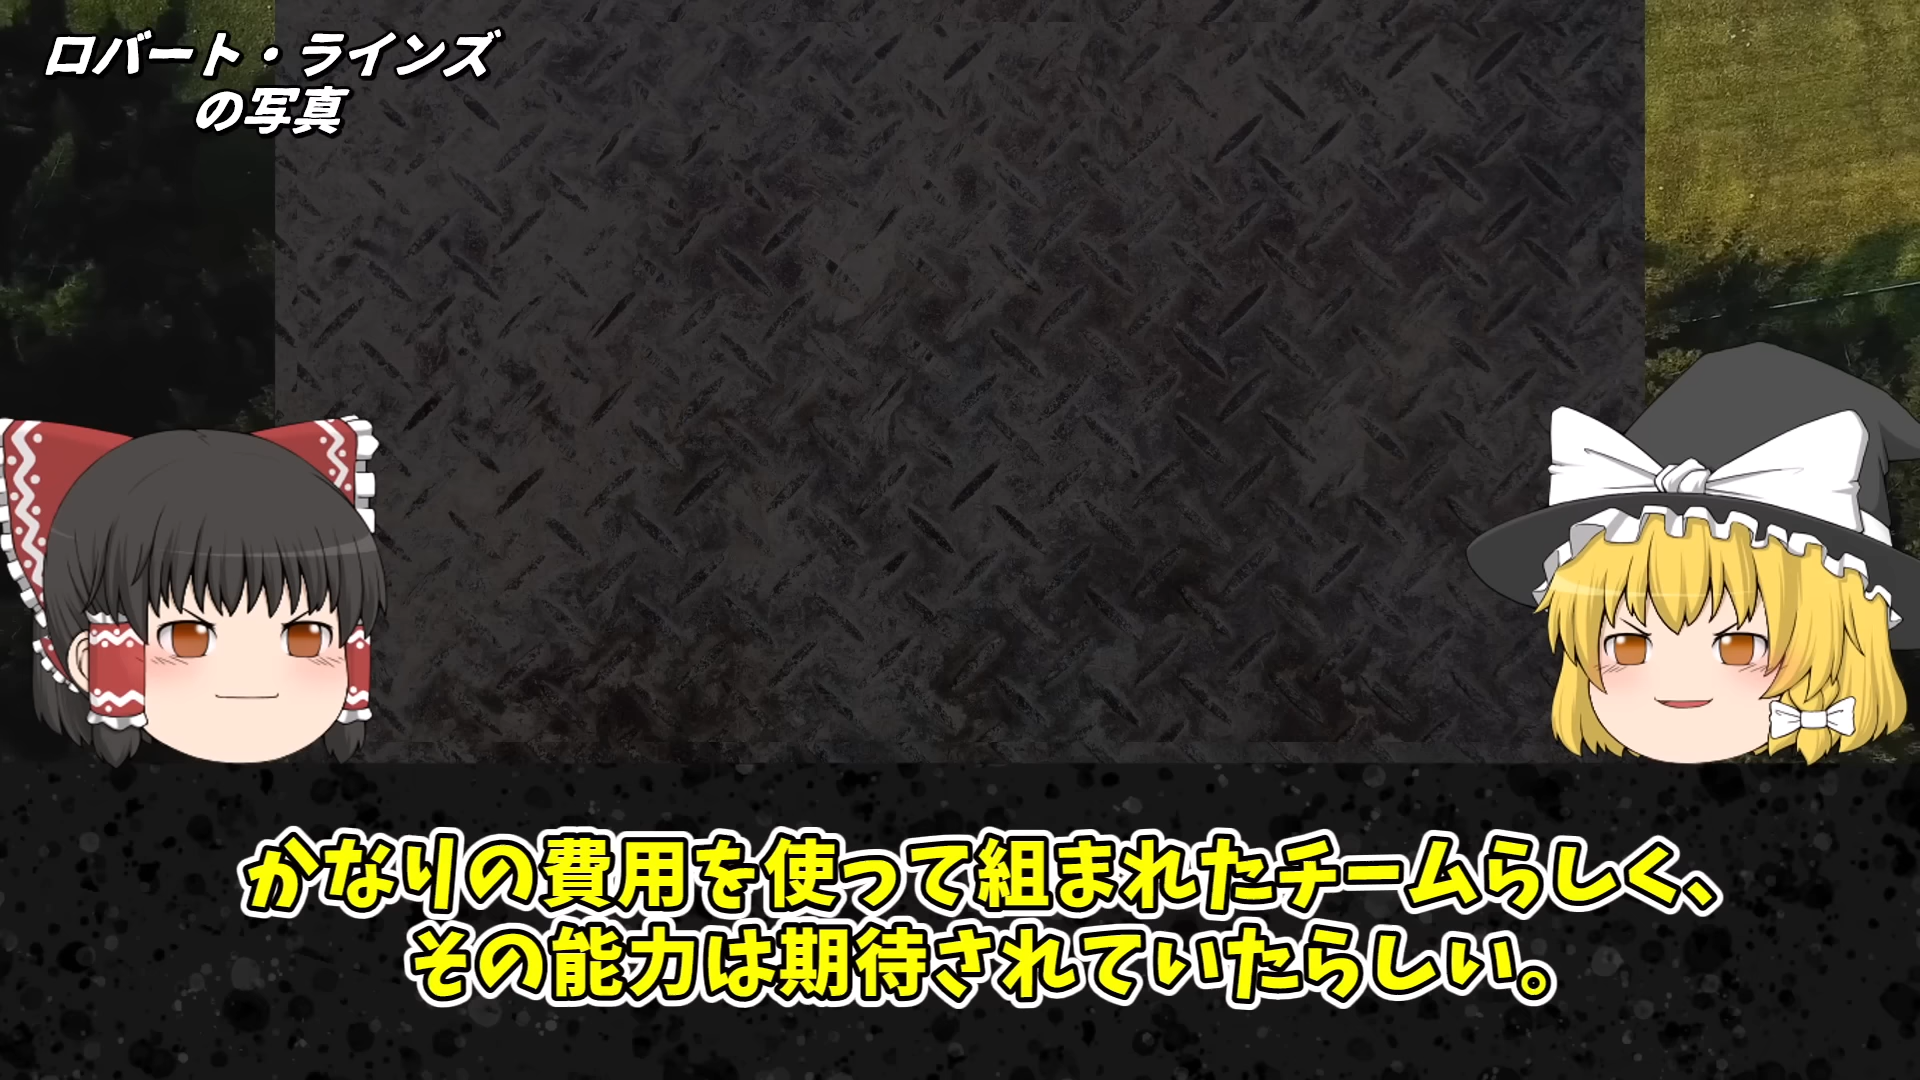 ロバート・ラインズ
の写真
かなりの費用を使って組まれたチームらしく、
その能力は期待されていたらしい。